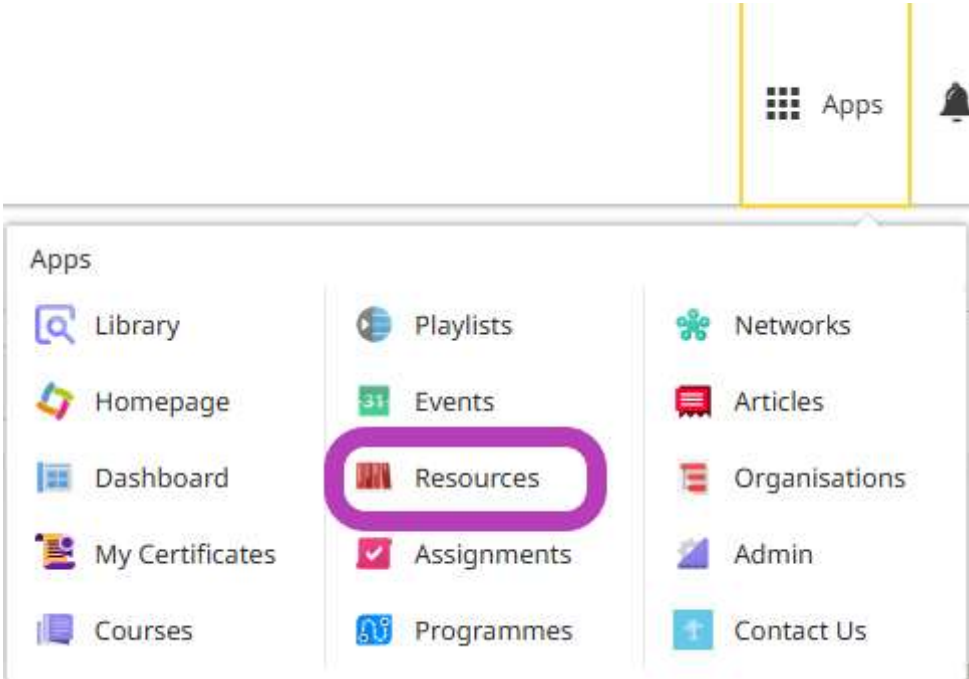 Apps
Apps
Library
Playlists
Networks
Homepage
31
Events
Articles
Dashboard
Resources
Organisations
My Certificates
Assignments
Admin
Courses
Programmes
Contact Us